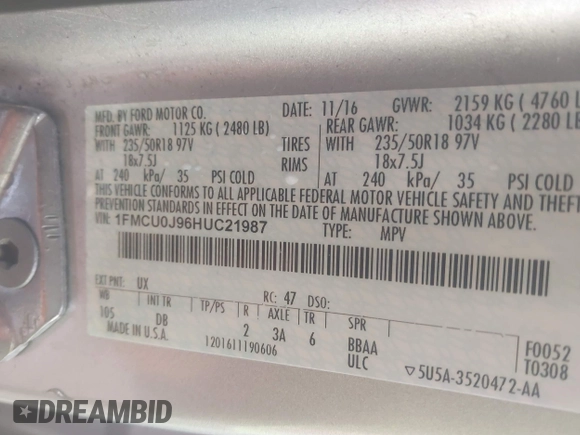 MFD. BY FORD MOTOR CO. DATE: 11/16 GVWR: 2159 KG ( 4760 L
FRONT GAWR: 1125 KG ( 2480 LB) REAR GAWR: 1034 KG ( 2280 LB
WITH 235/50R18 97V TIRES WITH 235/50R18 97V
18x7.5J RIMS 18x7.5J
AT 240 kPa/ 35 PSI COLD AT 240 kPa/ 35 PSI COLD
THIS VEHICLE CONFORMS TO ALL APPLICABLE FEDERAL MOTOR VEHICLE SAFETY AND THEFT
PREVENTION STANDARDS IN EFFECT ON THE DATE OF MANUFACTURE SHOWN ABOVE.
VIN: 1FMCU0J96HUC21987 TYPE: MPV
EXT PNT: UX RC: 47 DSO:
WB INT TR TP/PS R AXLE TR SPR
105 DB 2 3A 6 BBAA
MADE IN U.S.A. 1201611190606 ULC
F0052
T0308
▽5U5A-3520472-AA
DREAMBID